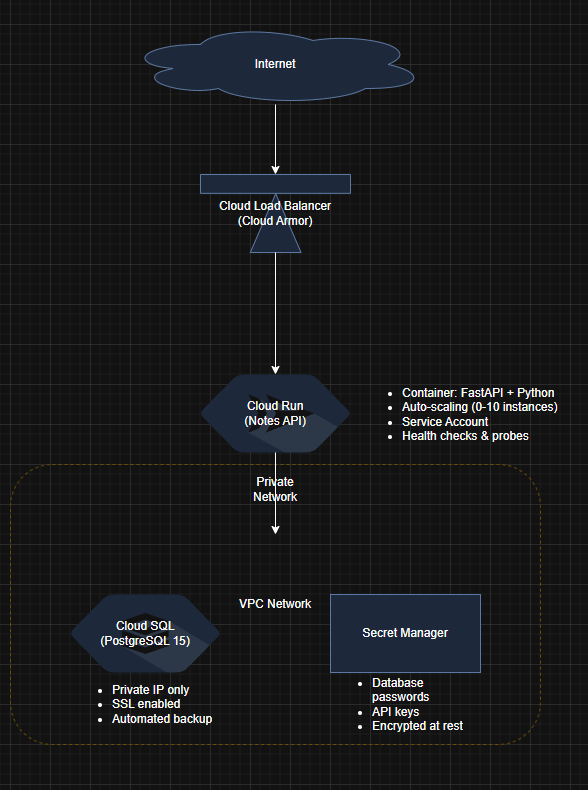 Internet
Cloud Load Balancer
(Cloud Armor)
Cloud Run
(Notes API)
• Container: FastAPI + Python
• Auto-scaling (0-10 instances)
• Service Account
• Health checks & probes
Private
Network
VPC Network
Cloud SQL
(PostgreSQL 15)
• Private IP only
• SSL enabled
• Automated backup
Secret Manager
• Database
passwords
• API keys
• Encrypted at rest